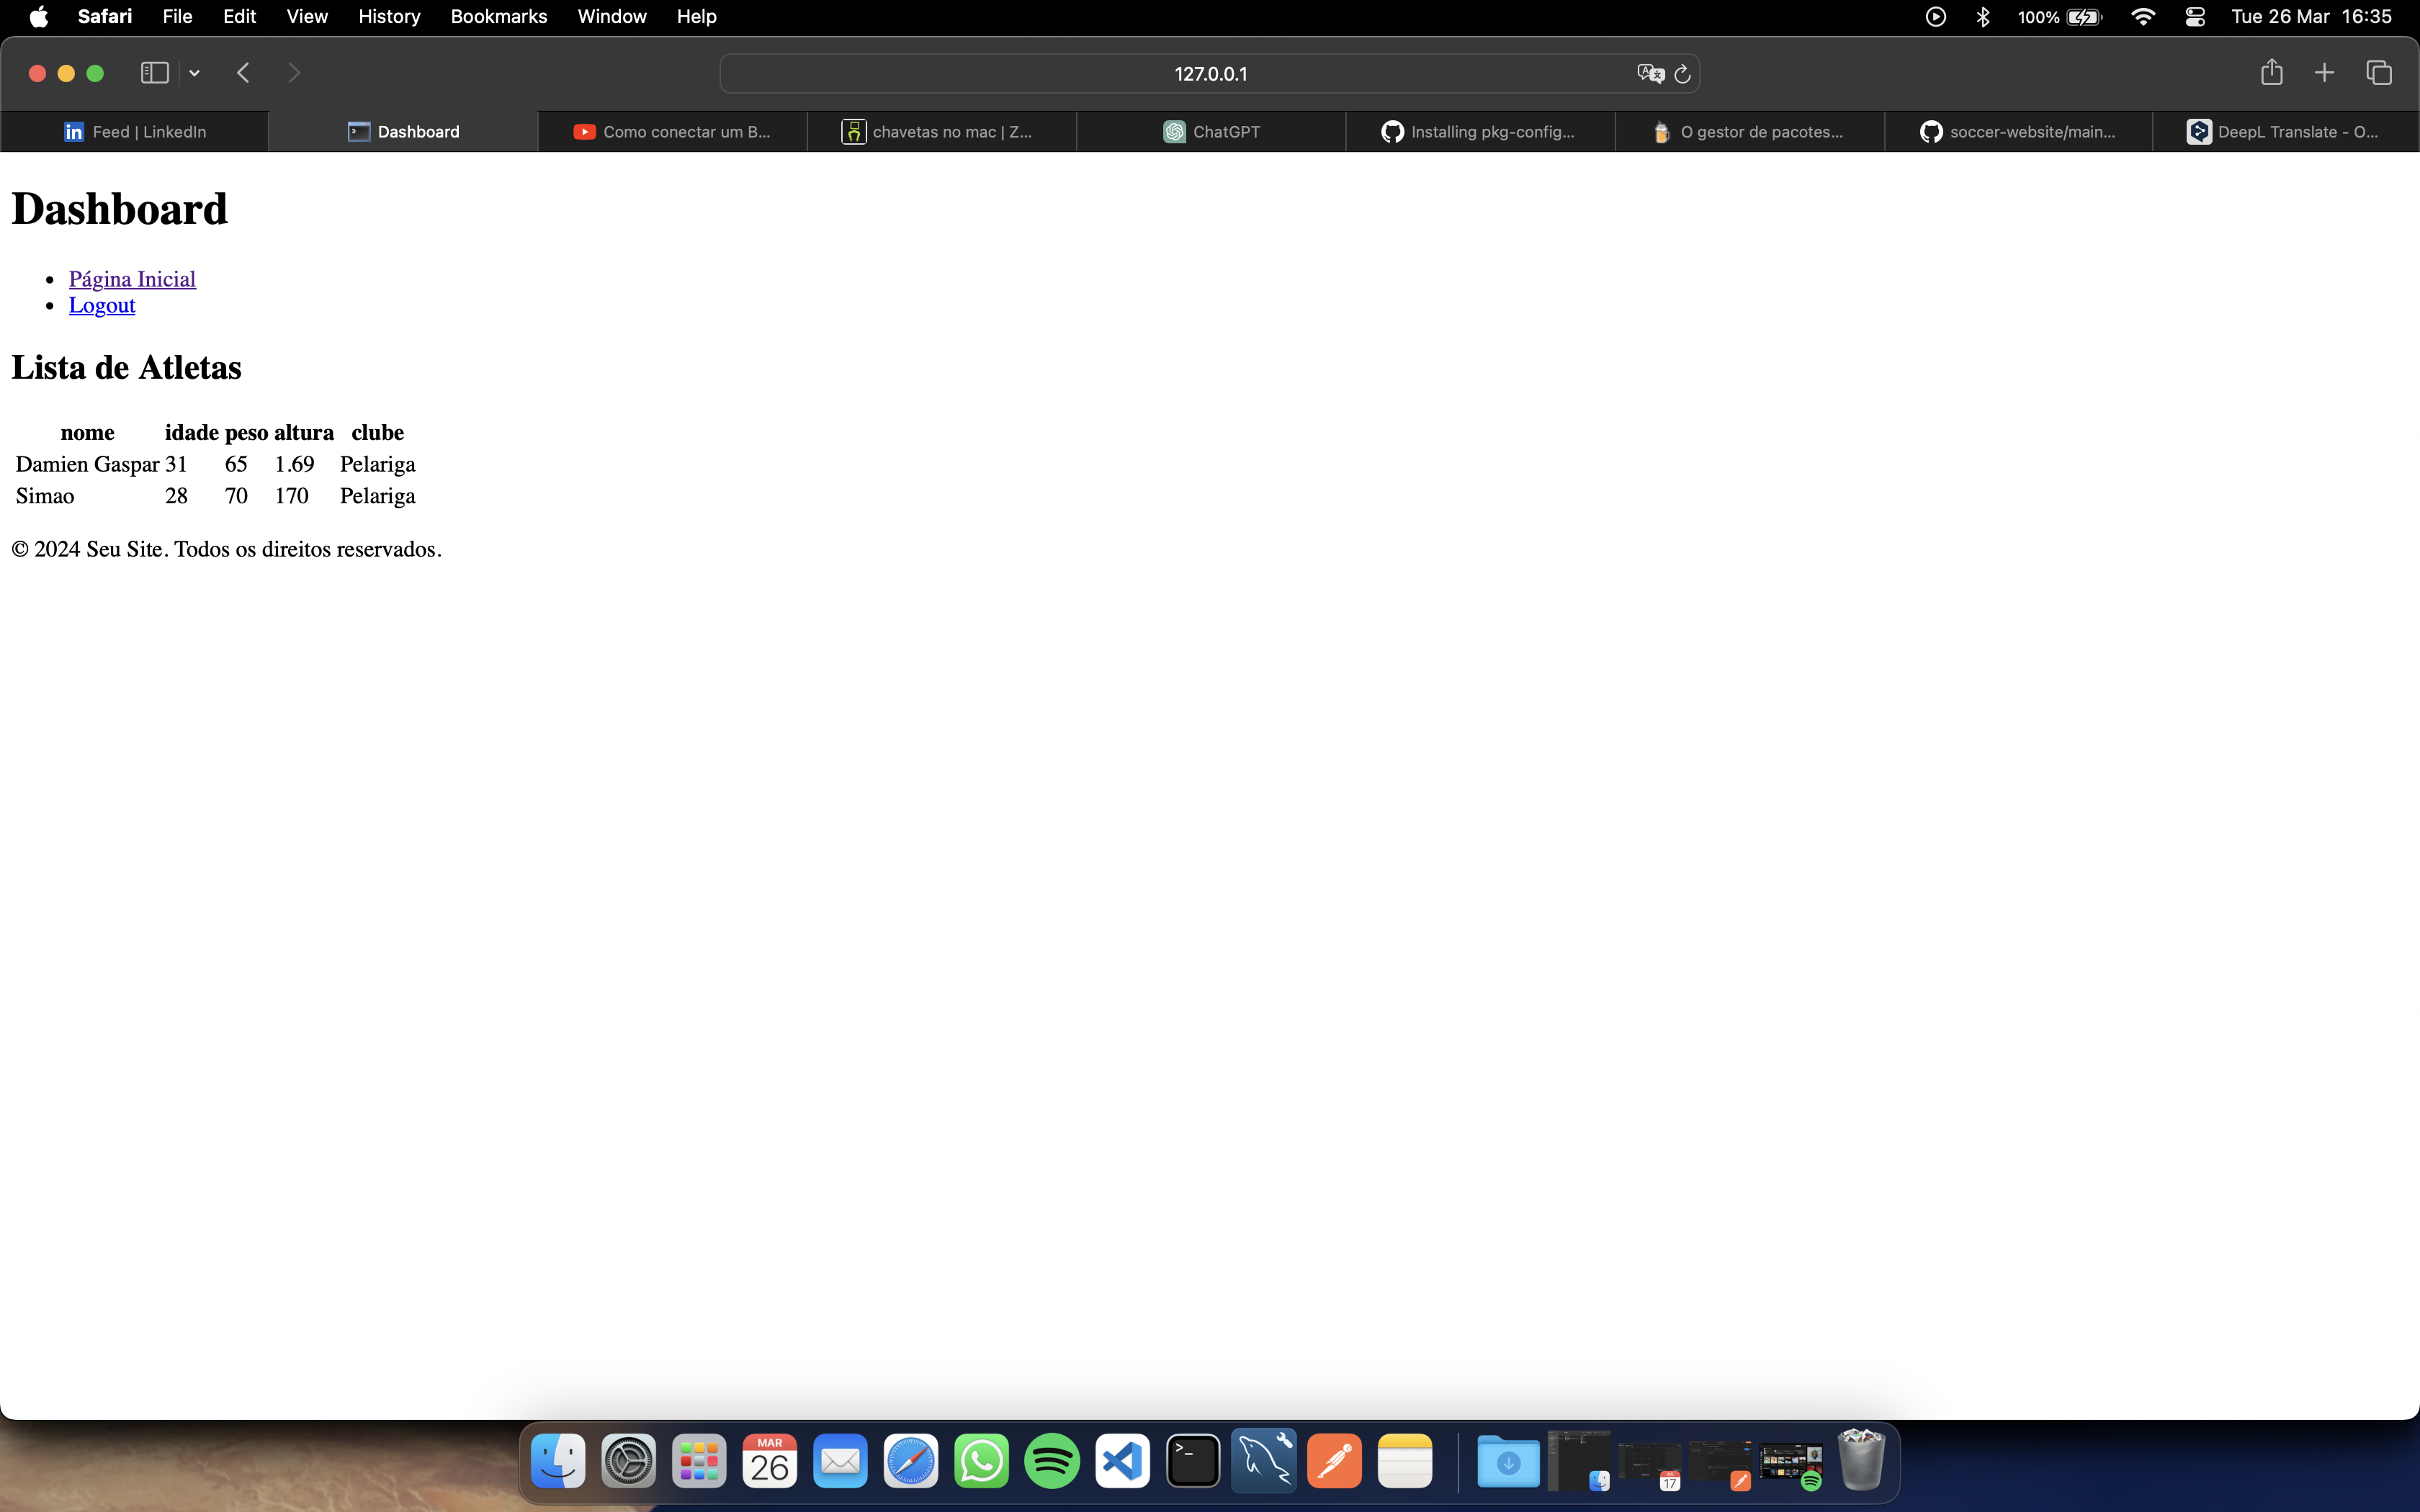 Safari File Edit View History Bookmarks Window Help 100% Tue 26 Mar 16:35
127.0.0.1
Feed | LinkedIn Dashboard Como conectar um B... chavetas no mac | Z... ChatGPT Installing pkg-config... O gestor de pacotes... soccer-website/main... DeepL Translate - O...
Dashboard
• Página Inicial
• Logout
Lista de Atletas
nome idade peso altura clube
Damien Gaspar 31 65 1.69 Pelariga
Simao 28 70 170 Pelariga
© 2024 Seu Site. Todos os direitos reservados.
MAR
26
17